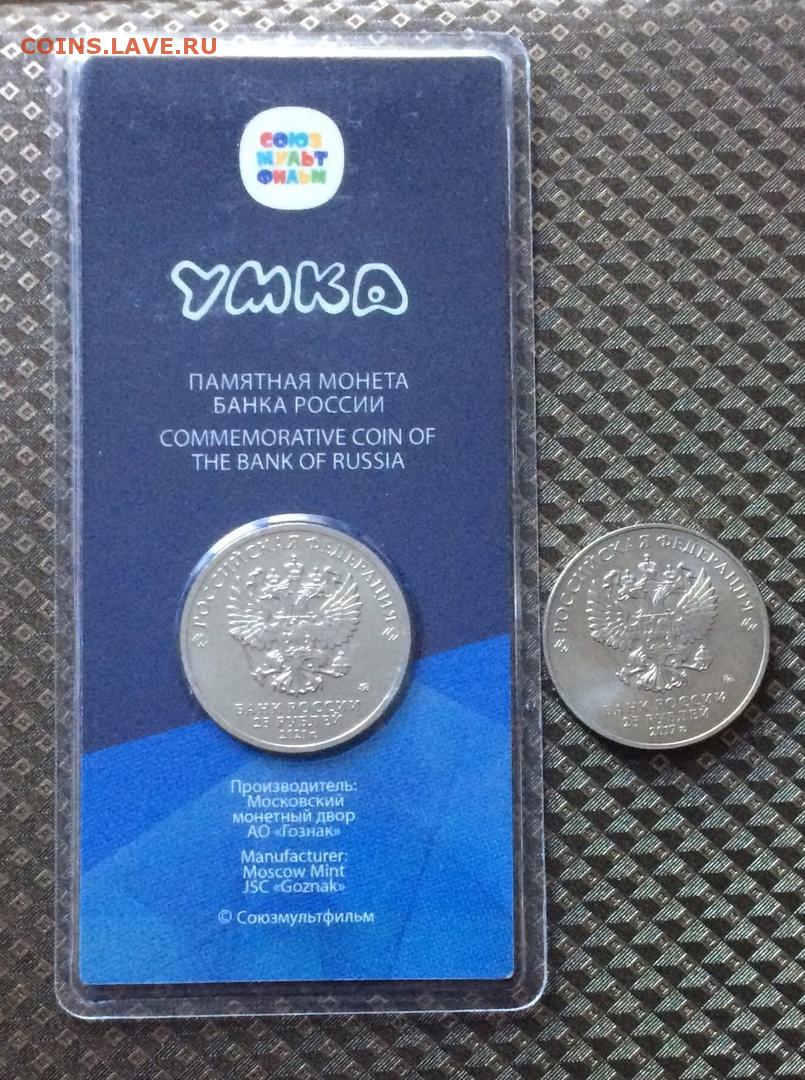 COINS.LAVE.RU
СОЮЗ
МУЛЬТ
ФИЛЬМ
УМКА
ПАМЯТНАЯ МОНЕТА
БАНКА РОССИИ
COMMEMORATIVE COIN OF
THE BANK OF RUSSIA
РОССИЙСКАЯ ФЕДЕРАЦИЯ
БАНК РОССИИ
25 РУБЛЕЙ
2021 г.
РОССИЙСКАЯ ФЕДЕРАЦИЯ
БАНК РОССИИ
25 РУБЛЕЙ
2017 г.
Производитель:
Московский
монетный двор
АО «Гознак»
Manufacturer:
Moscow Mint
JSC «Goznak»
© Союзмультфильм